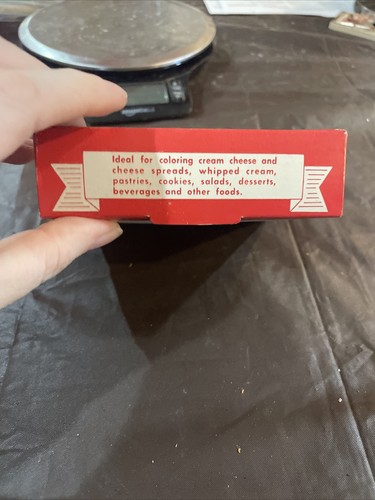 Ideal for coloring cream cheese and
cheese spreads, whipped cream,
pastries, cookies, salads, desserts,
beverages and other foods.